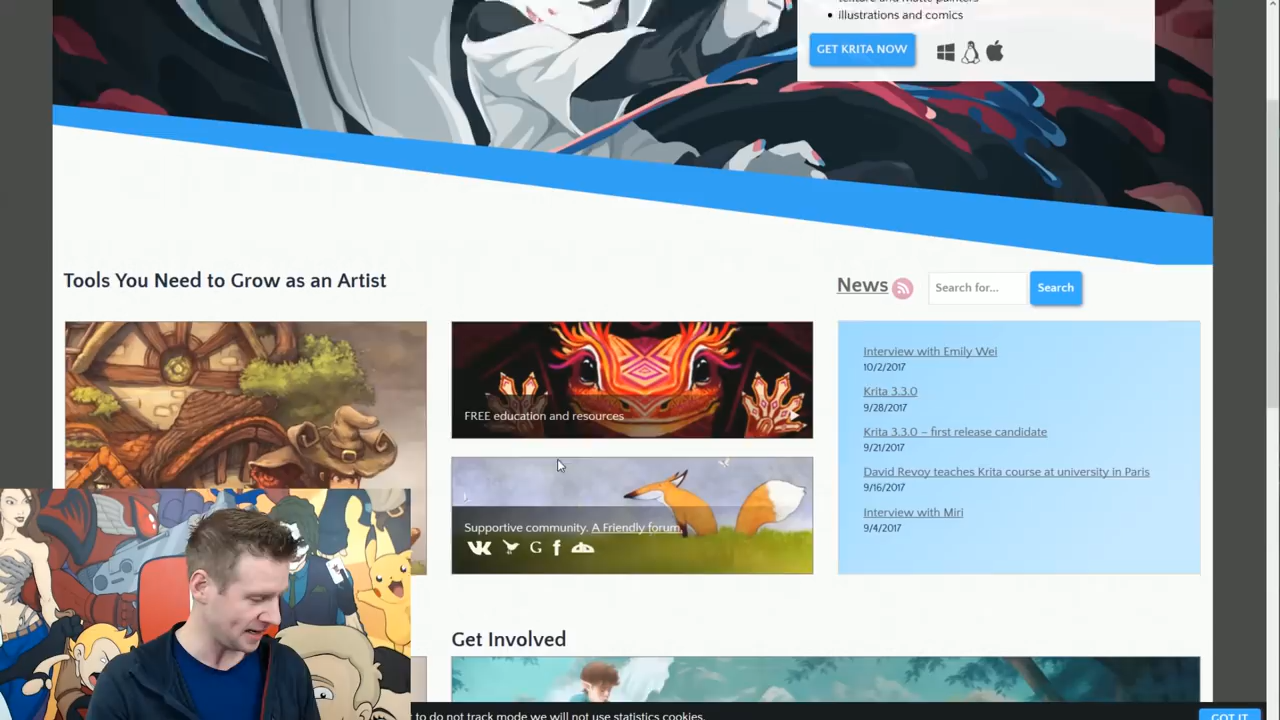 illustrations and comics
GET KRITA NOW
Tools You Need to Grow as an Artist
News
Search for...
Search
FREE education and resources
Supportive community. A Friendly forum.
Interview with Emily Wei
10/2/2017
Krita 3.3.0
9/28/2017
Krita 3.3.0 – first release candidate
9/21/2017
David Revoy teaches Krita course at university in Paris
9/16/2017
Interview with Miri
9/4/2017
Get Involved
to do not track mode we will not use statistics cookies.
GOT IT